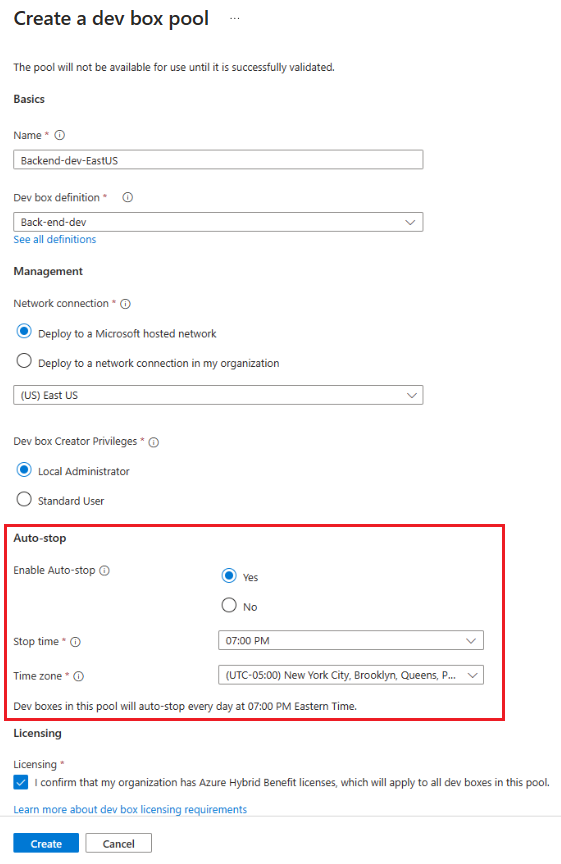 Create a dev box pool ...
The pool will not be available for use until it is successfully validated.
Basics
Name *
Backend-dev-EastUS
Dev box definition *
Back-end-dev
See all definitions
Management
Network connection *
Deploy to a Microsoft hosted network
Deploy to a network connection in my organization
(US) East US
Dev box Creator Privileges *
Local Administrator
Standard User
Auto-stop
Enable Auto-stop
Yes
No
Stop time *
07:00 PM
Time zone *
(UTC-05:00) New York City, Brooklyn, Queens, P...
Dev boxes in this pool will auto-stop every day at 07:00 PM Eastern Time.
Licensing
Licensing *
I confirm that my organization has Azure Hybrid Benefit licenses, which will apply to all dev boxes in this pool.
Learn more about dev box licensing requirements
Create
Cancel